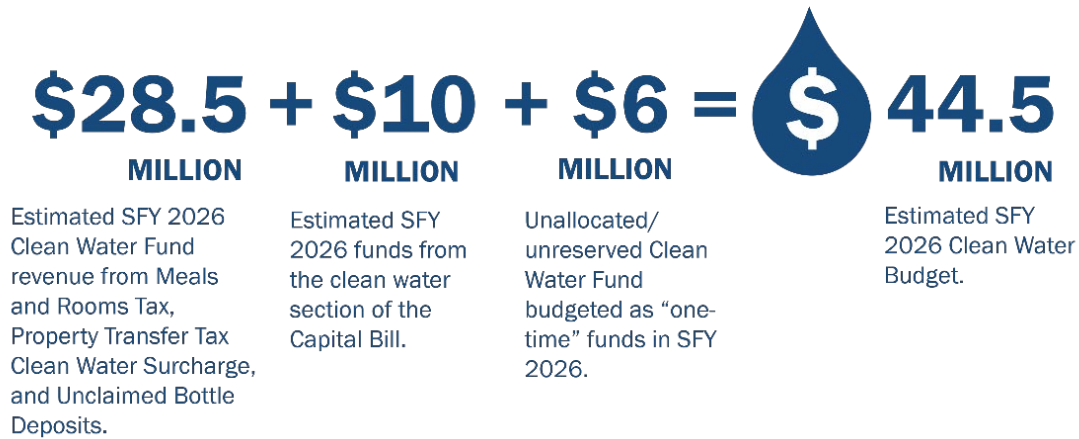 $28.5 + $10 + $6 = $ 44.5
MILLION MILLION MILLION MILLION
Estimated SFY 2026
Clean Water Fund
revenue from Meals
and Rooms Tax,
Property Transfer Tax
Clean Water Surcharge,
and Unclaimed Bottle
Deposits.
Estimated SFY
2026 funds from
the clean water
section of the
Capital Bill.
Unallocated/
unreserved Clean
Water Fund
budgeted as “one-
time” funds in SFY
2026.
Estimated SFY
2026 Clean Water
Budget.